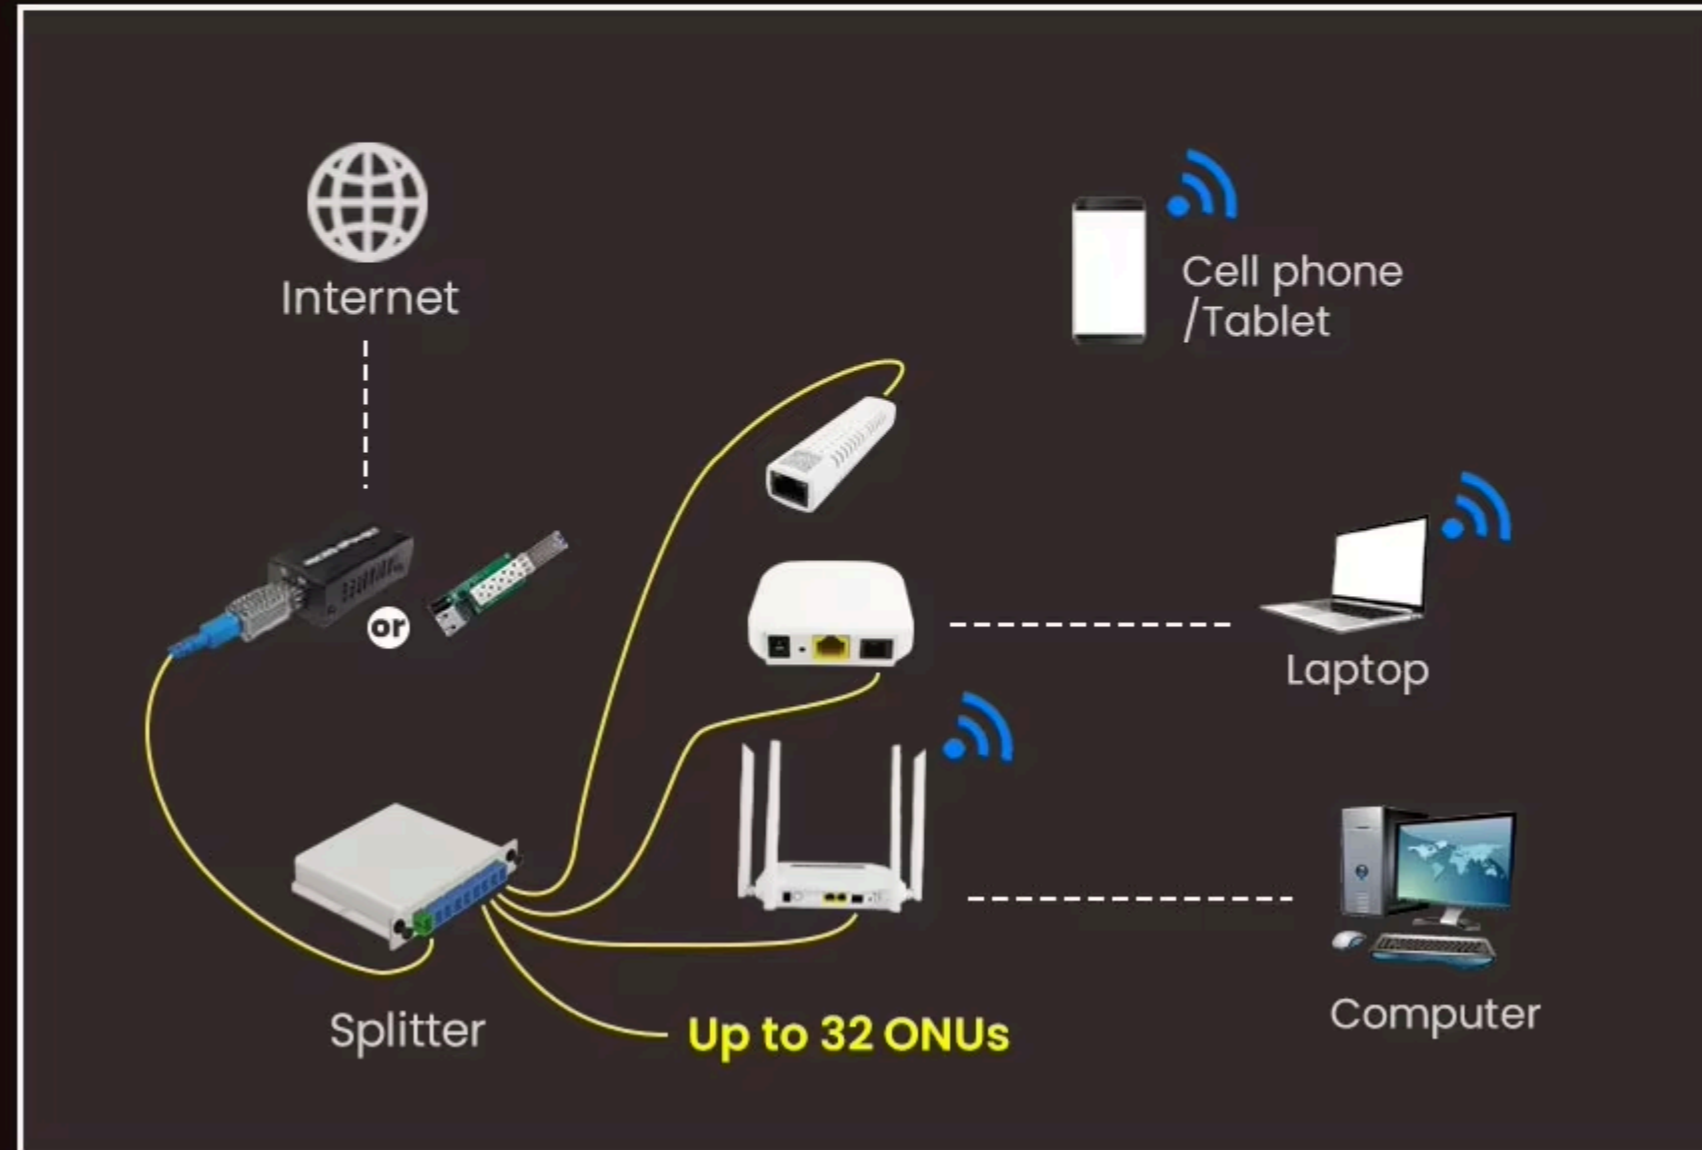 Internet
Cell phone
/Tablet
or
Laptop
Splitter
Up to 32 ONUs
Computer